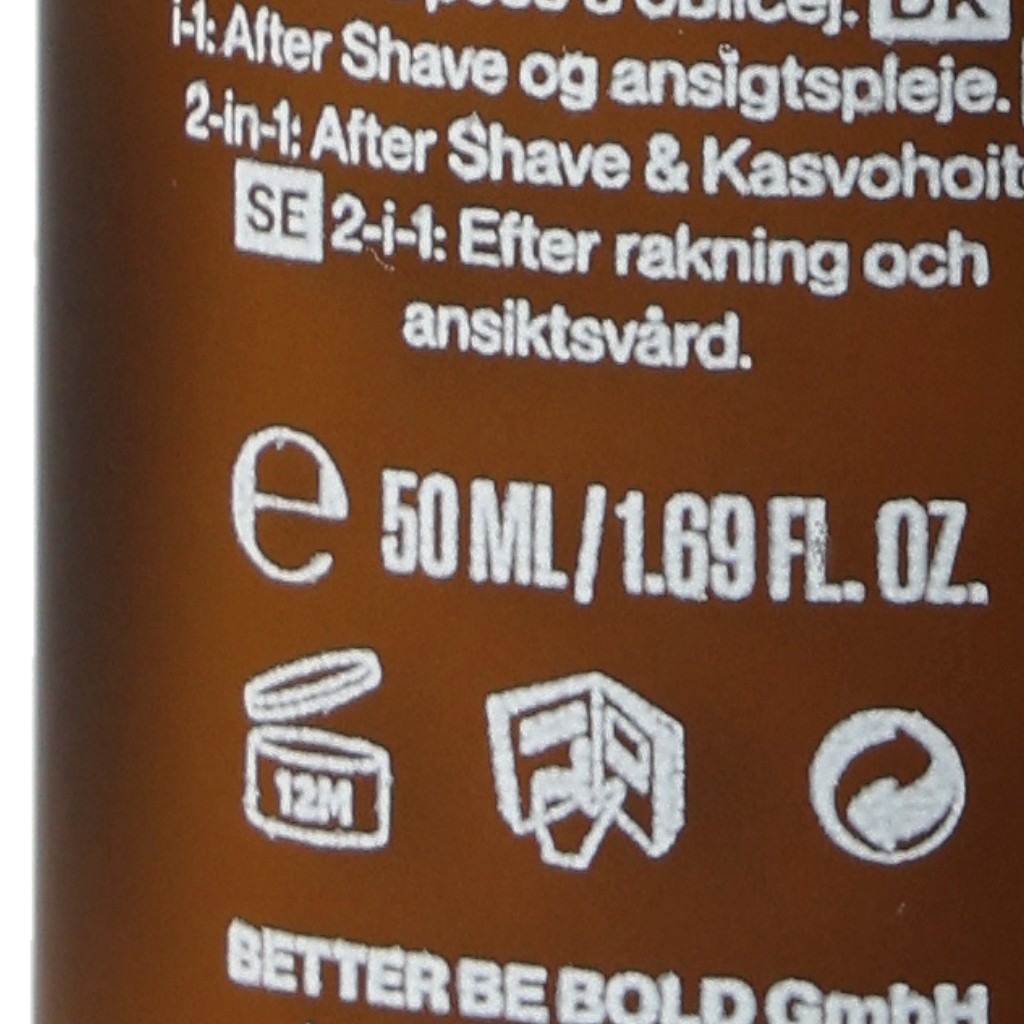 DK
i-1: After Shave og ansigtspleje.
2-in-1: After Shave & Kasvohoit
SE 2-i-1: Efter rakning och
ansiktsvård.
e 50 ML / 1.69 FL. OZ.
12M
BETTER BE BOLD GmbH